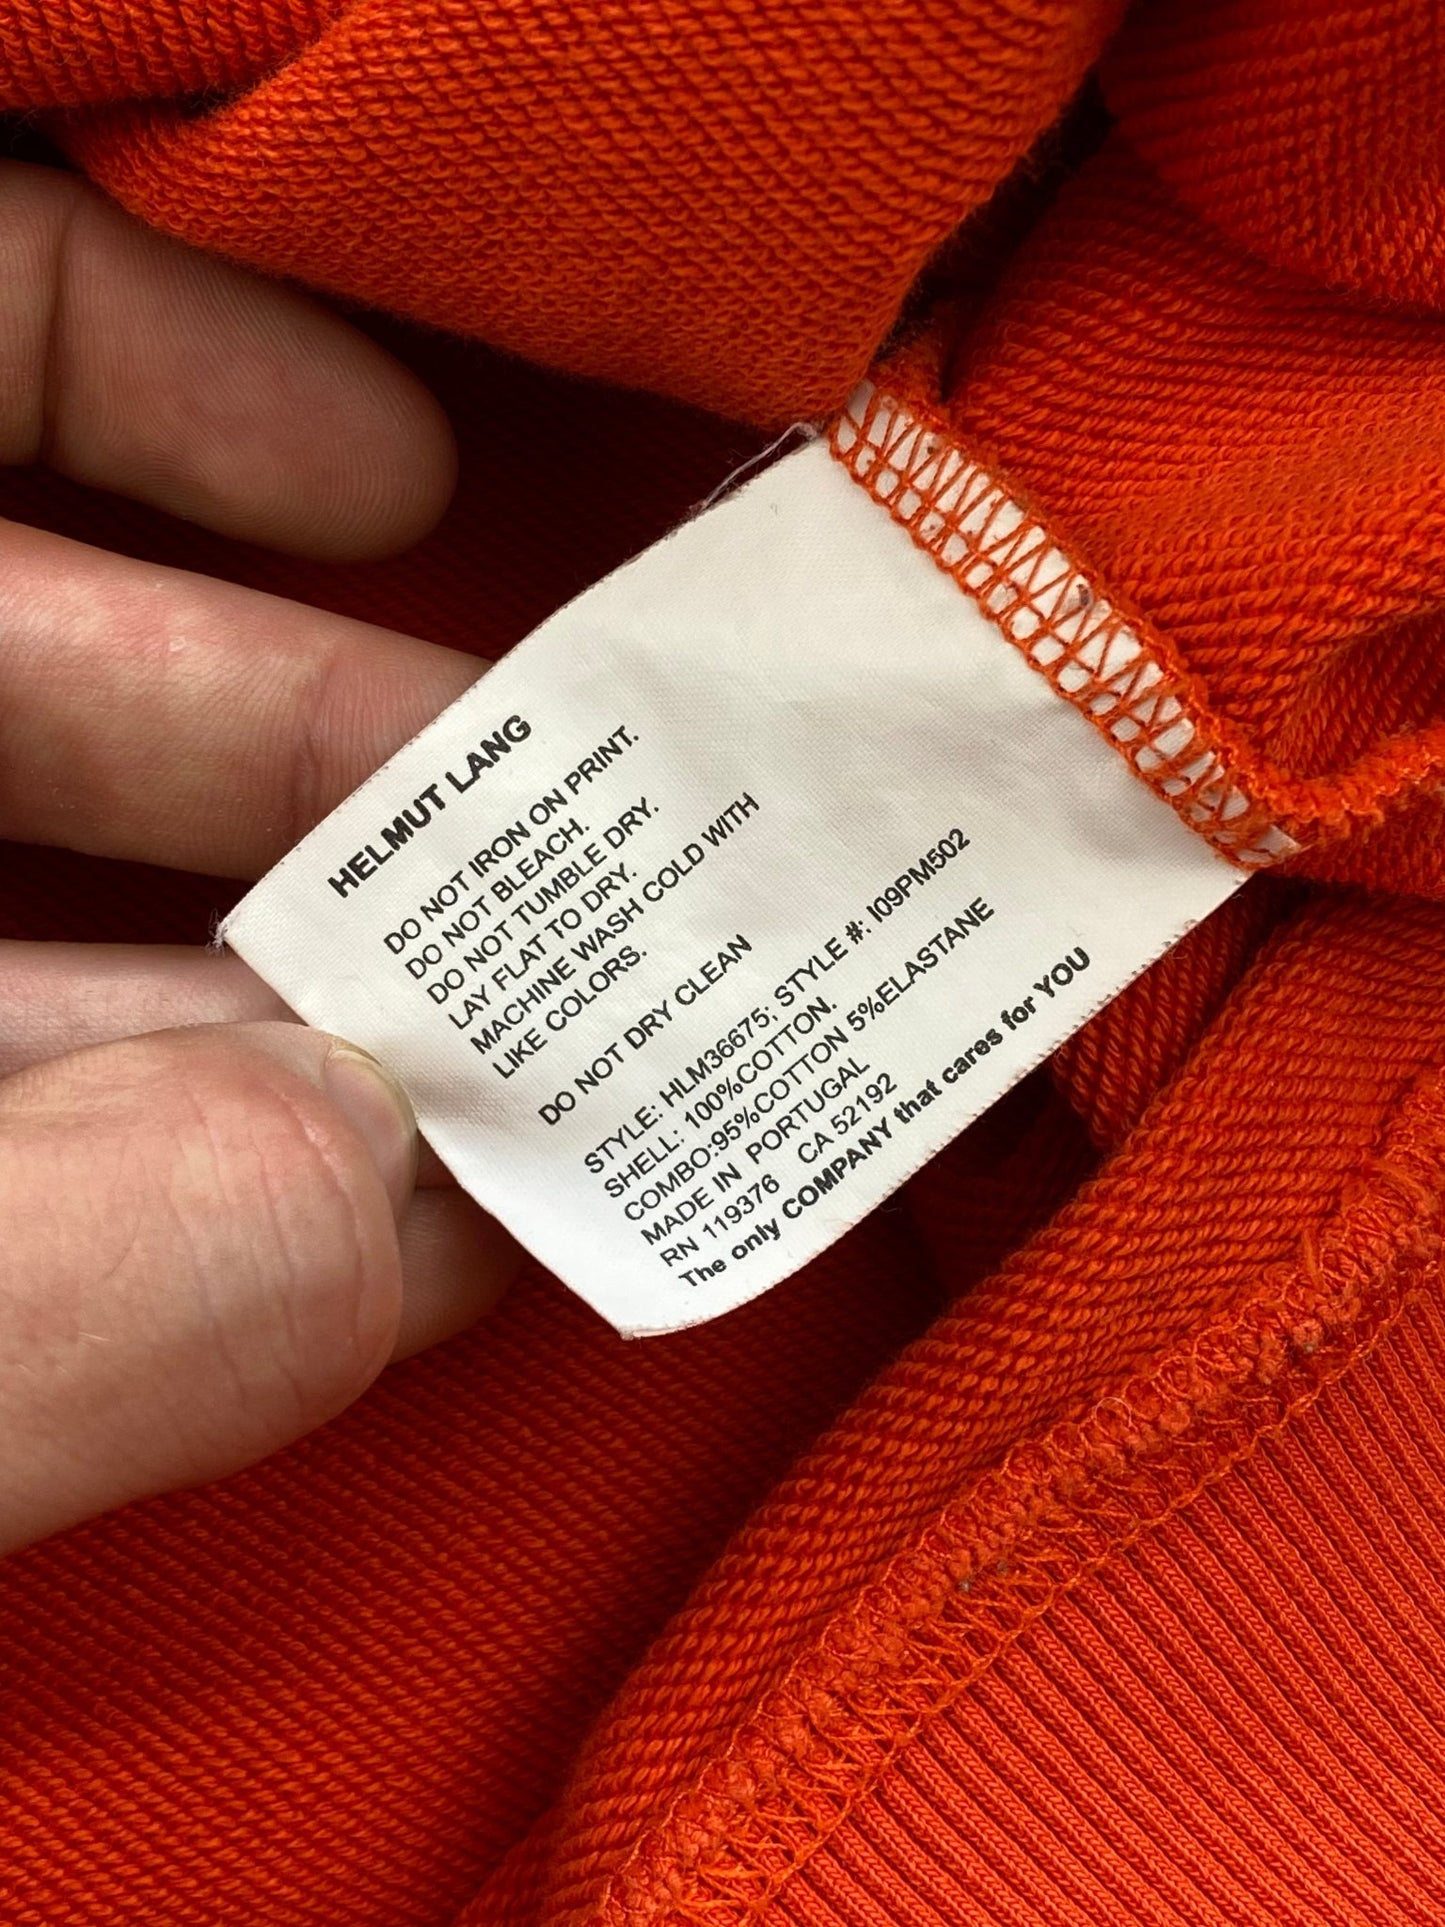 HELMUT LANG
DO NOT IRON ON PRINT.
DO NOT BLEACH.
DO NOT TUMBLE DRY.
LAY FLAT TO DRY.
MACHINE WASH COLD WITH
LIKE COLORS.
DO NOT DRY CLEAN
STYLE: HLM36675; STYLE #: I09PM502
SHELL: 100%COTTON.
COMBO:95%COTTON 5%ELASTANE
MADE IN PORTUGAL
RN 119376 CA 52192
The only COMPANY that cares for YOU